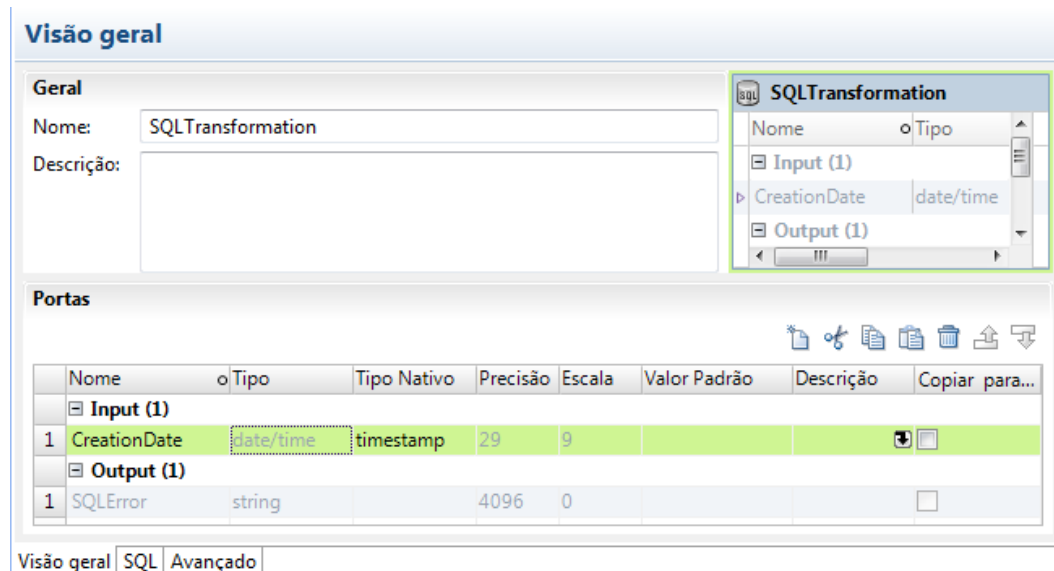 Visão geral
Geral
Nome: SQLTransformation
Descrição:
sql SQLTransformation
Nome Tipo
Input (1)
CreationDate date/time
Output (1)
Portas
Nome Tipo Tipo Nativo Precisão Escala Valor Padrão Descrição Copiar para...
Input (1)
1 CreationDate date/time timestamp 29 9
Output (1)
1 SQLError string 4096 0
Visão geral SQL Avançado